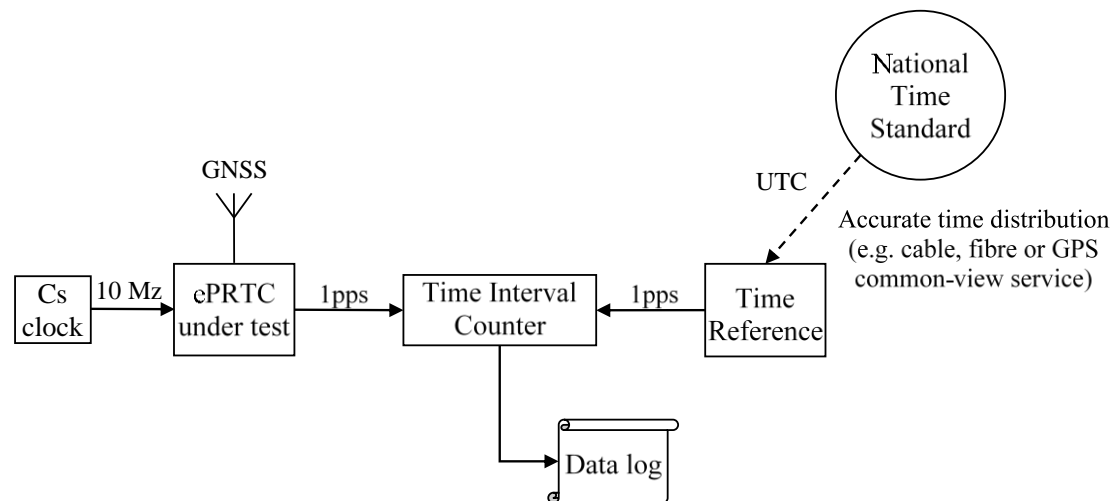 National
Time
Standard
GNSS
UTC
Accurate time distribution
(e.g. cable, fibre or GPS
common-view service)
Cs
clock
10 Mz
ePRTC
under test
1pps
Time Interval
Counter
1pps
Time
Reference
Data log